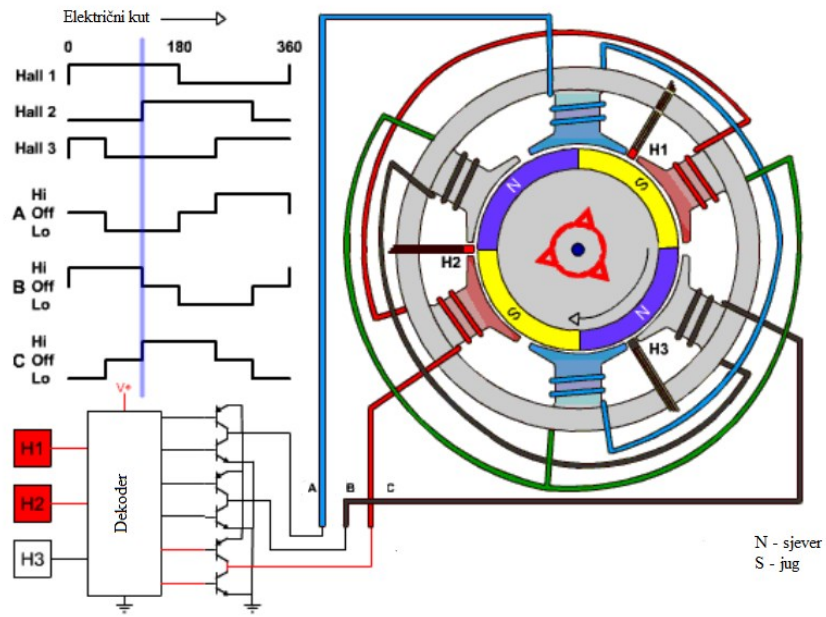 Električni kut
0 180 360
Hall 1
Hall 2
Hall 3
Hi
A Off
Lo
Hi
B Off
Lo
Hi
C Off
Lo
V+
H1
H2
H3
Dekoder
A B C
N
S
N
S
H1
H2
H3
N - sjever
S - jug